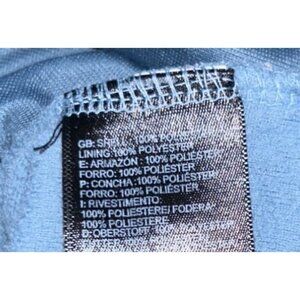 GB: SHELL: 100% POLY
LINING: 100% POLYESTER
E: ARMAZÓN: 100% POLIÉSTER
FORRO: 100% POLIÉSTER
P: CONCHA: 100% POLIÉSTER
FORRO: 100% POLIÉSTER
I: RIVESTIMENTO:
100% POLIESTERE/ FODERA:
100% POLIESTERE
D: OBERSTOFF: